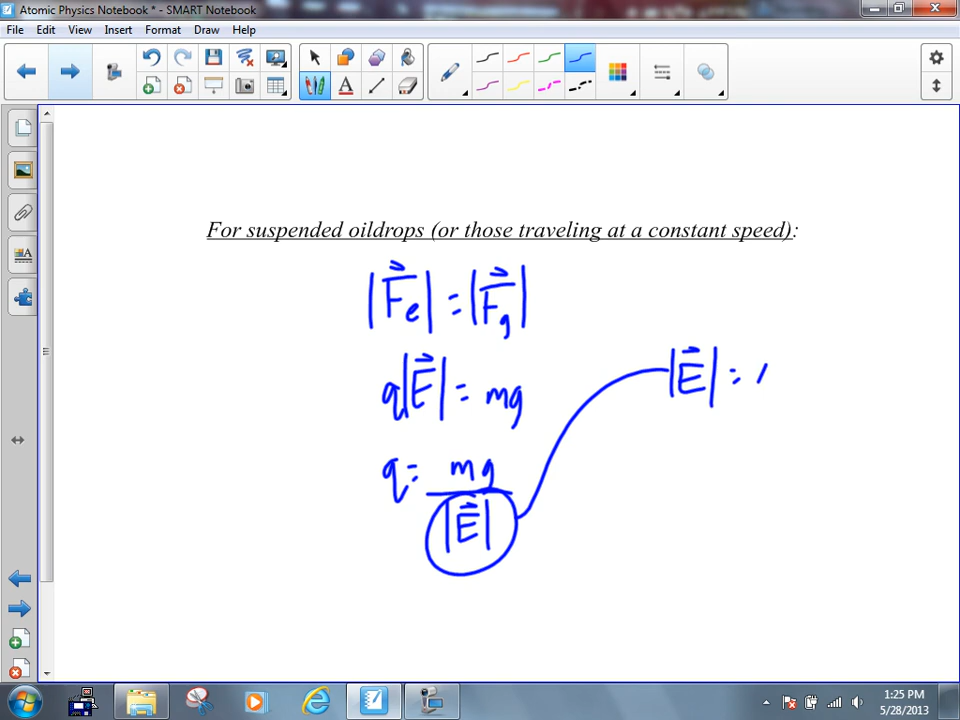 Atomic Physics Notebook * - SMART Notebook
File Edit View Insert Format Draw Help
For suspended oildrops (or those traveling at a constant speed):
|F⃗e| = |F⃗g|
q|E⃗| = mg
|E⃗| =
q = mg
|E⃗|
1:25 PM
5/28/2013